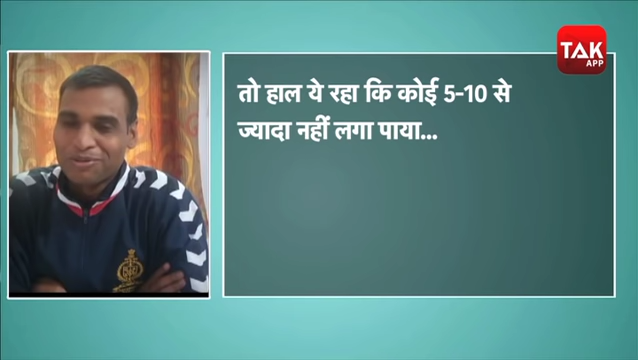 TAK
APP
तो हाल ये रहा कि कोई 5-10 से
ज्यादा नहीं लगा पाया...